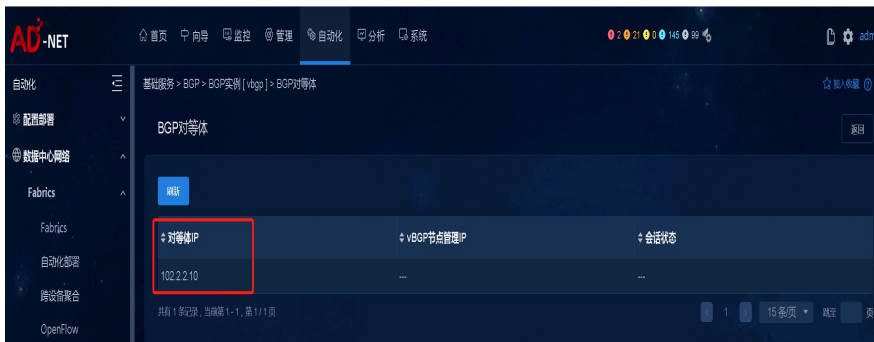 AD-NET
首页 向导 监控 管理 自动化 分析 系统 2 21 0 145 99
自动化 基础服务 > BGP > BGP实例 [ vbgp ] > BGP对等体 加入收藏
配置部署
BGP对等体 返回
数据中心网络
Fabrics 刷新
Fabrics
对等体IP vBGP节点管理IP 会话状态
自动化部署
102.2.2.10 --- ---
跨设备聚合
共有 1 条记录 , 当前第 1 - 1 , 第 1 / 1 页 1 15 条/页 跳至 页
OpenFlow